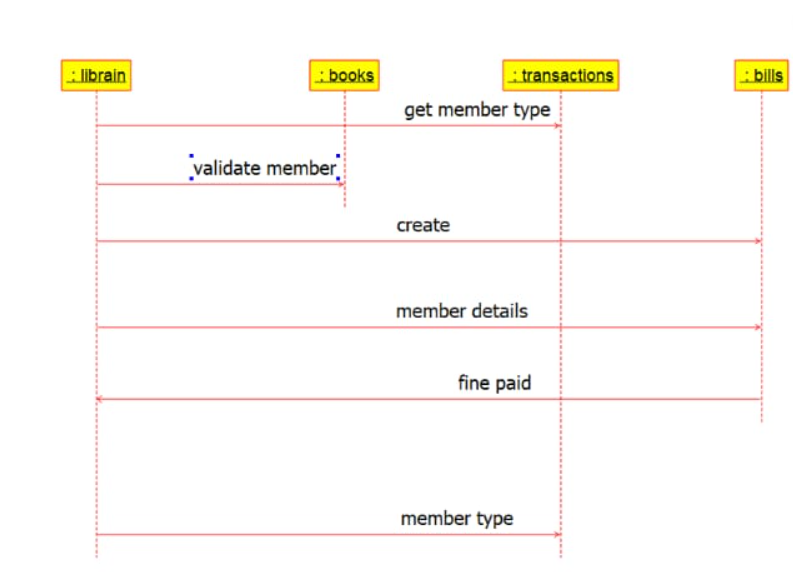 : librain
: books
: transactions
: bills
get member type
validate member
create
member details
fine paid
member type